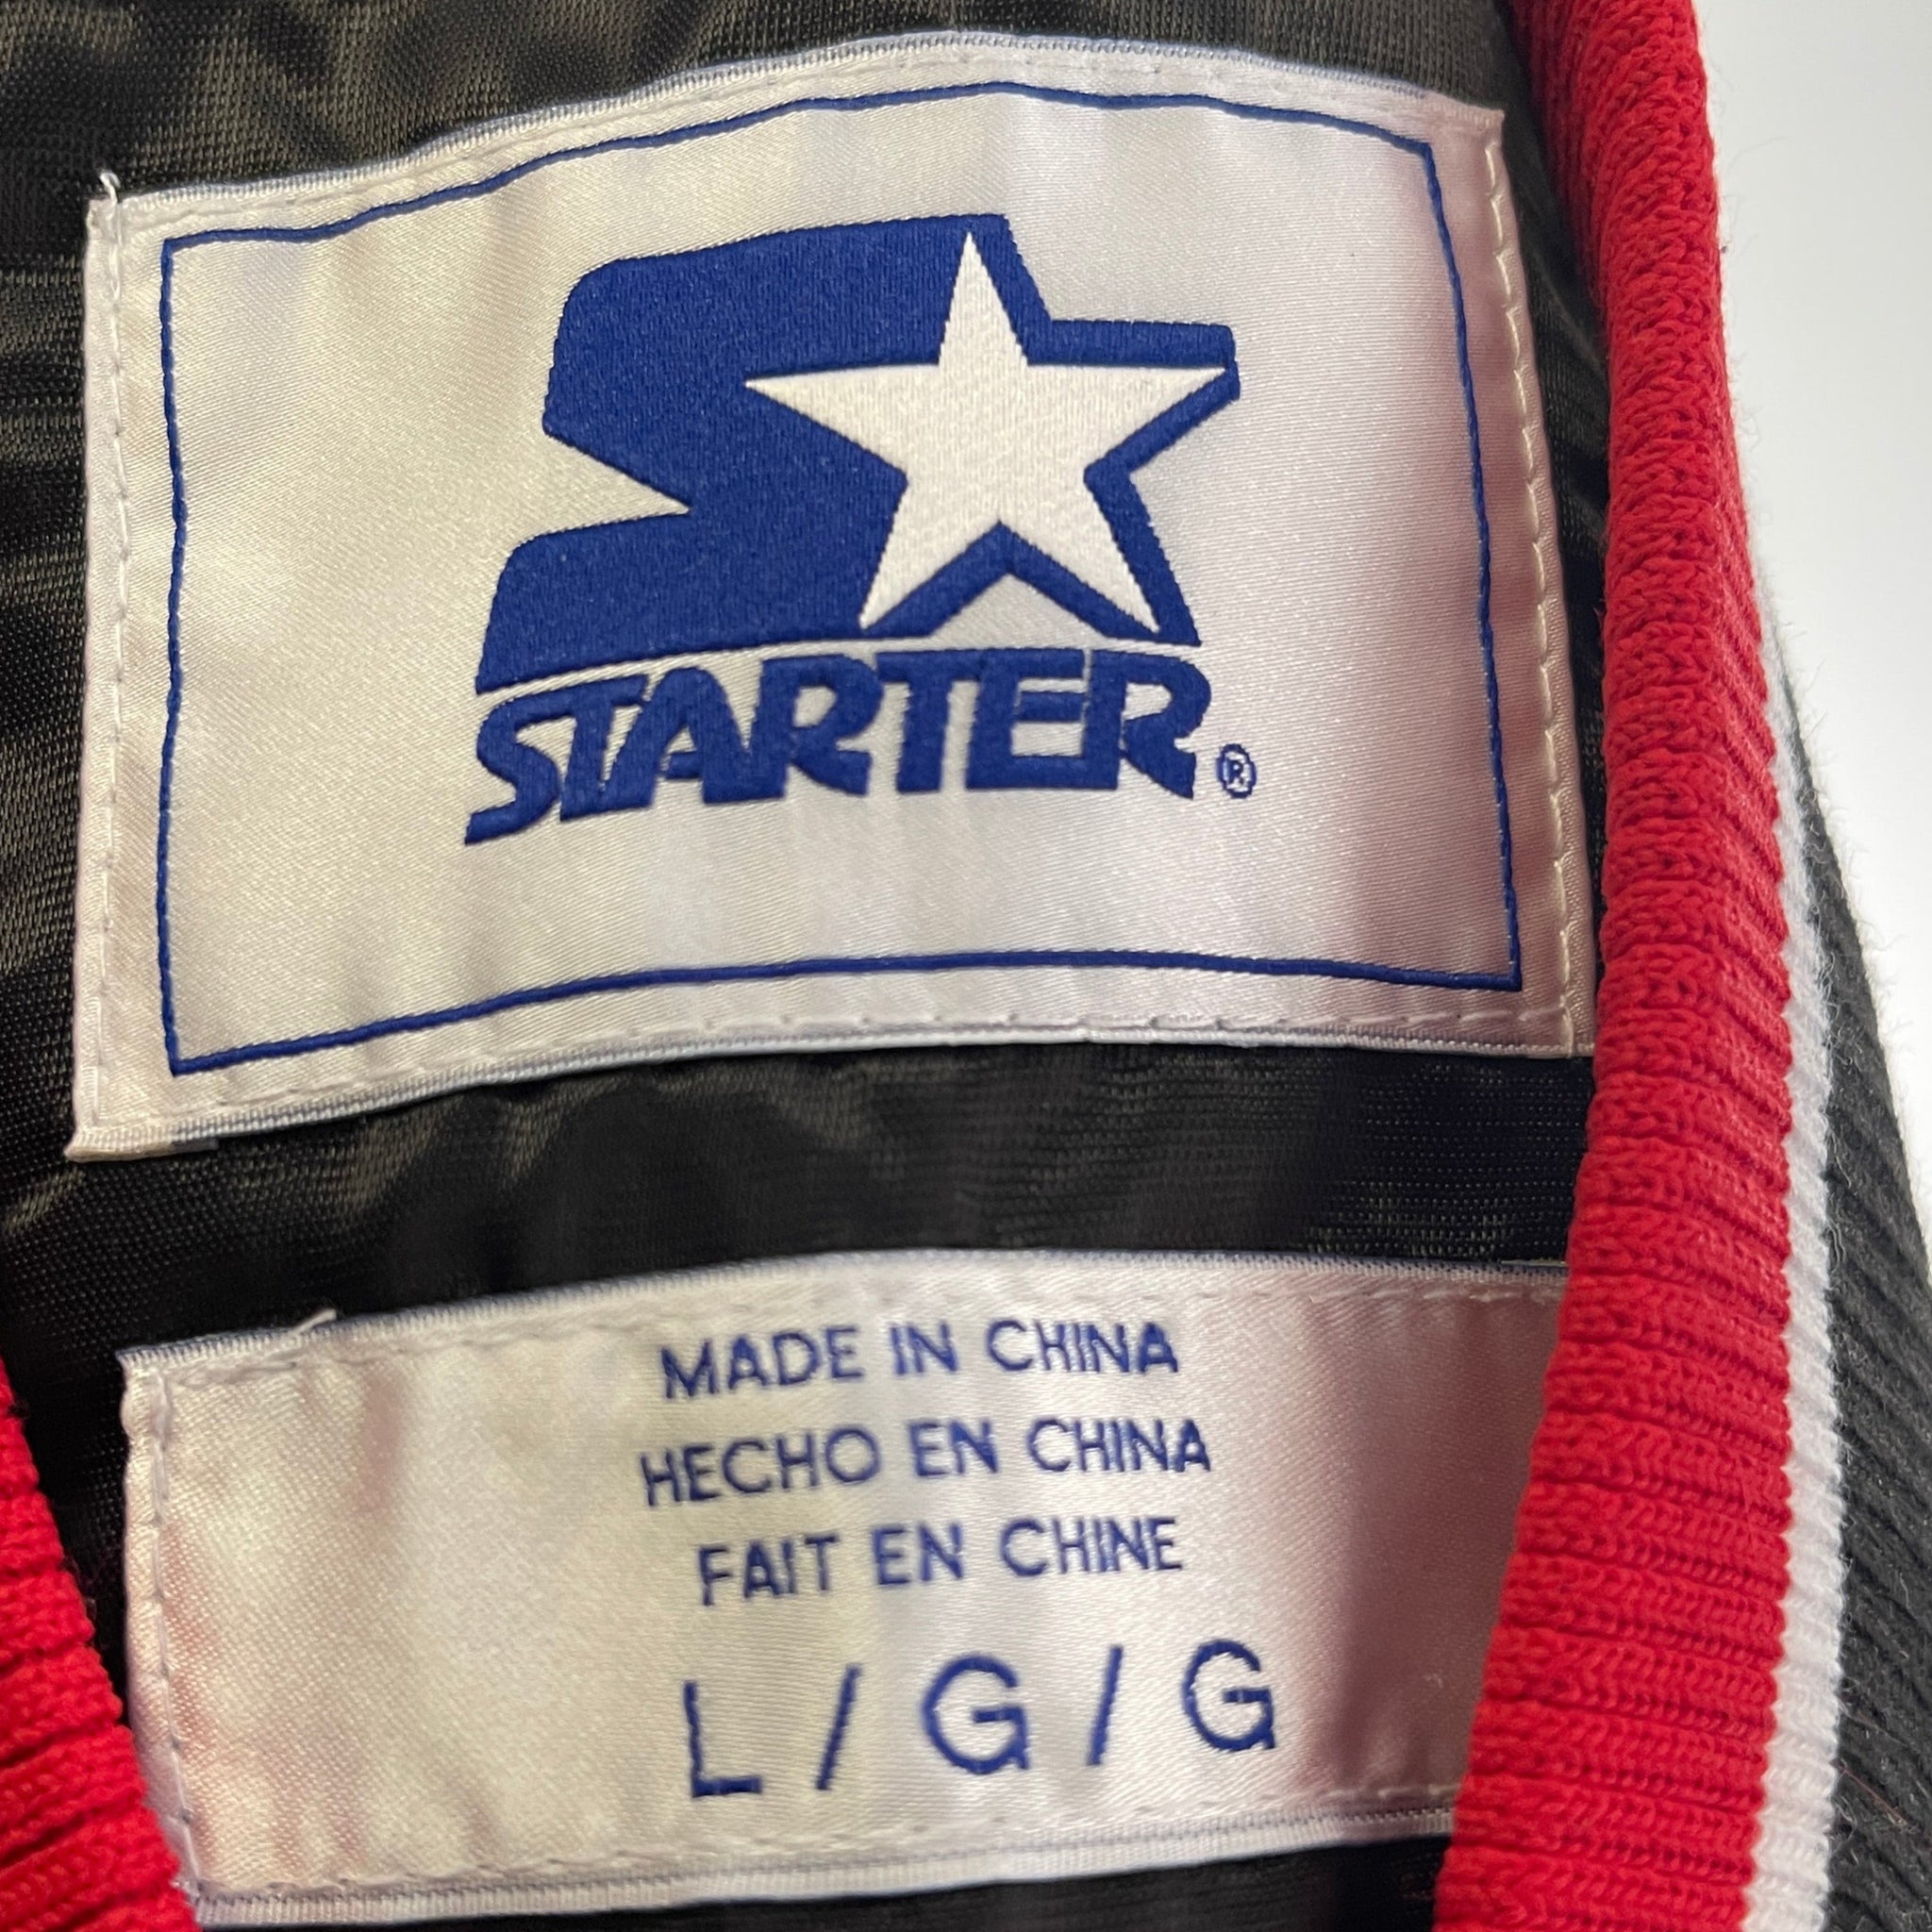 STARTER®
MADE IN CHINA
HECHO EN CHINA
FAIT EN CHINE
L / G / G